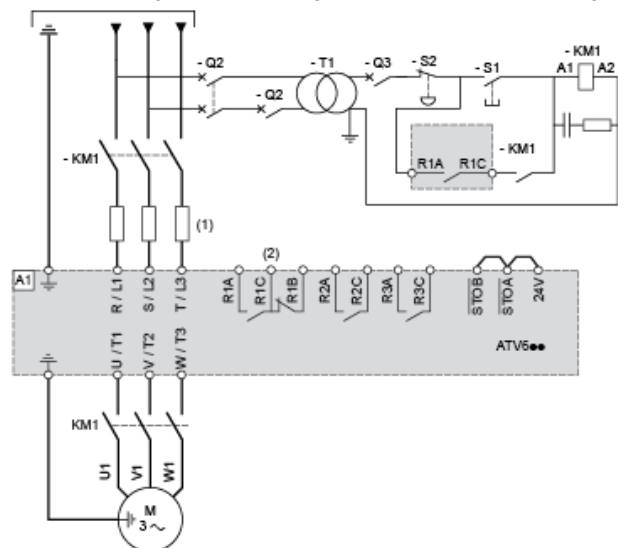 - Q2
- T1
- Q3
- S2
- S1
- KM1
A1
A2
- Q2
- KM1
R1A
R1C
- KM1
(1)
(2)
A1
R / L1
S / L2
T / L3
R1A
R1C
R1B
R2A
R2C
R3A
R3C
STOB
STOA
24V
ATV6●●
U / T1
V / T2
W / T3
KM1
U1
V1
W1
M
3 ~